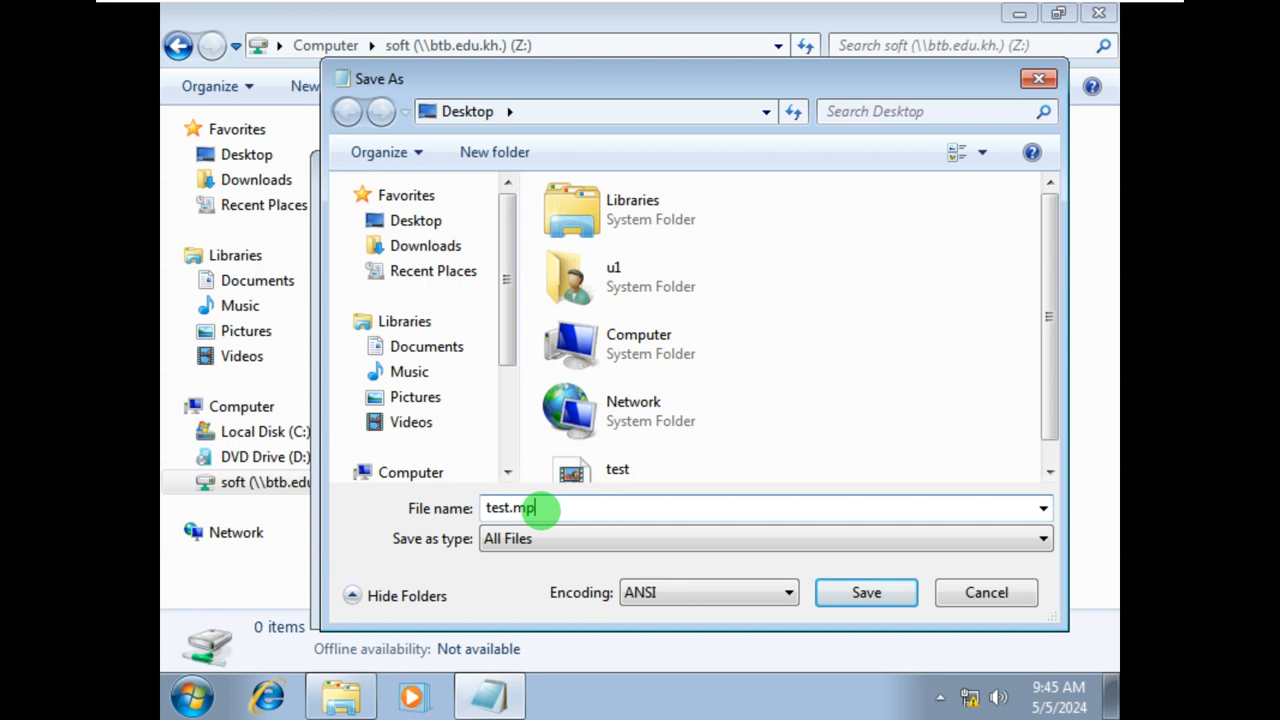 Computer soft (\\btb.edu.kh.) (Z:)
Search soft (\\btb.edu.kh.) (Z:)
Organize
New
Favorites
Desktop
Downloads
Recent Places
Libraries
Documents
Music
Pictures
Videos
Computer
Local Disk (C:)
DVD Drive (D:)
soft (\\btb.edu
Network
0 items
Offline availability: Not available
Save As
Desktop
Search Desktop
Organize
New folder
Favorites
Desktop
Downloads
Recent Places
Libraries
Documents
Music
Pictures
Videos
Computer
Libraries
System Folder
u1
System Folder
Computer
System Folder
Network
System Folder
test
File name: test.mp
Save as type: All Files
Hide Folders
Encoding: ANSI
Save
Cancel
9:45 AM
5/5/2024